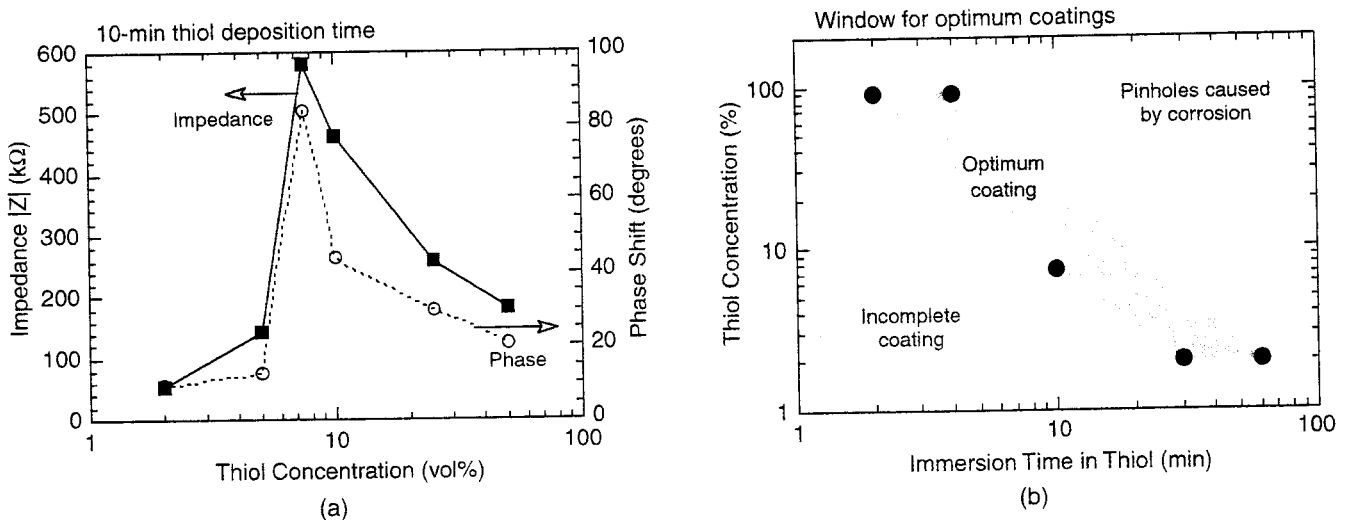 10-min thiol deposition time
600
500
400
300
200
100
0
Impedance |Z| (kΩ)
100
80
60
40
20
0
Phase Shift (degrees)
Impedance
Phase
1
10
100
Thiol Concentration (vol%)
(a)
Window for optimum coatings
100
10
1
Thiol Concentration (%)
Pinholes caused
by corrosion
Optimum
coating
Incomplete
coating
1
10
100
Immersion Time in Thiol (min)
(b)